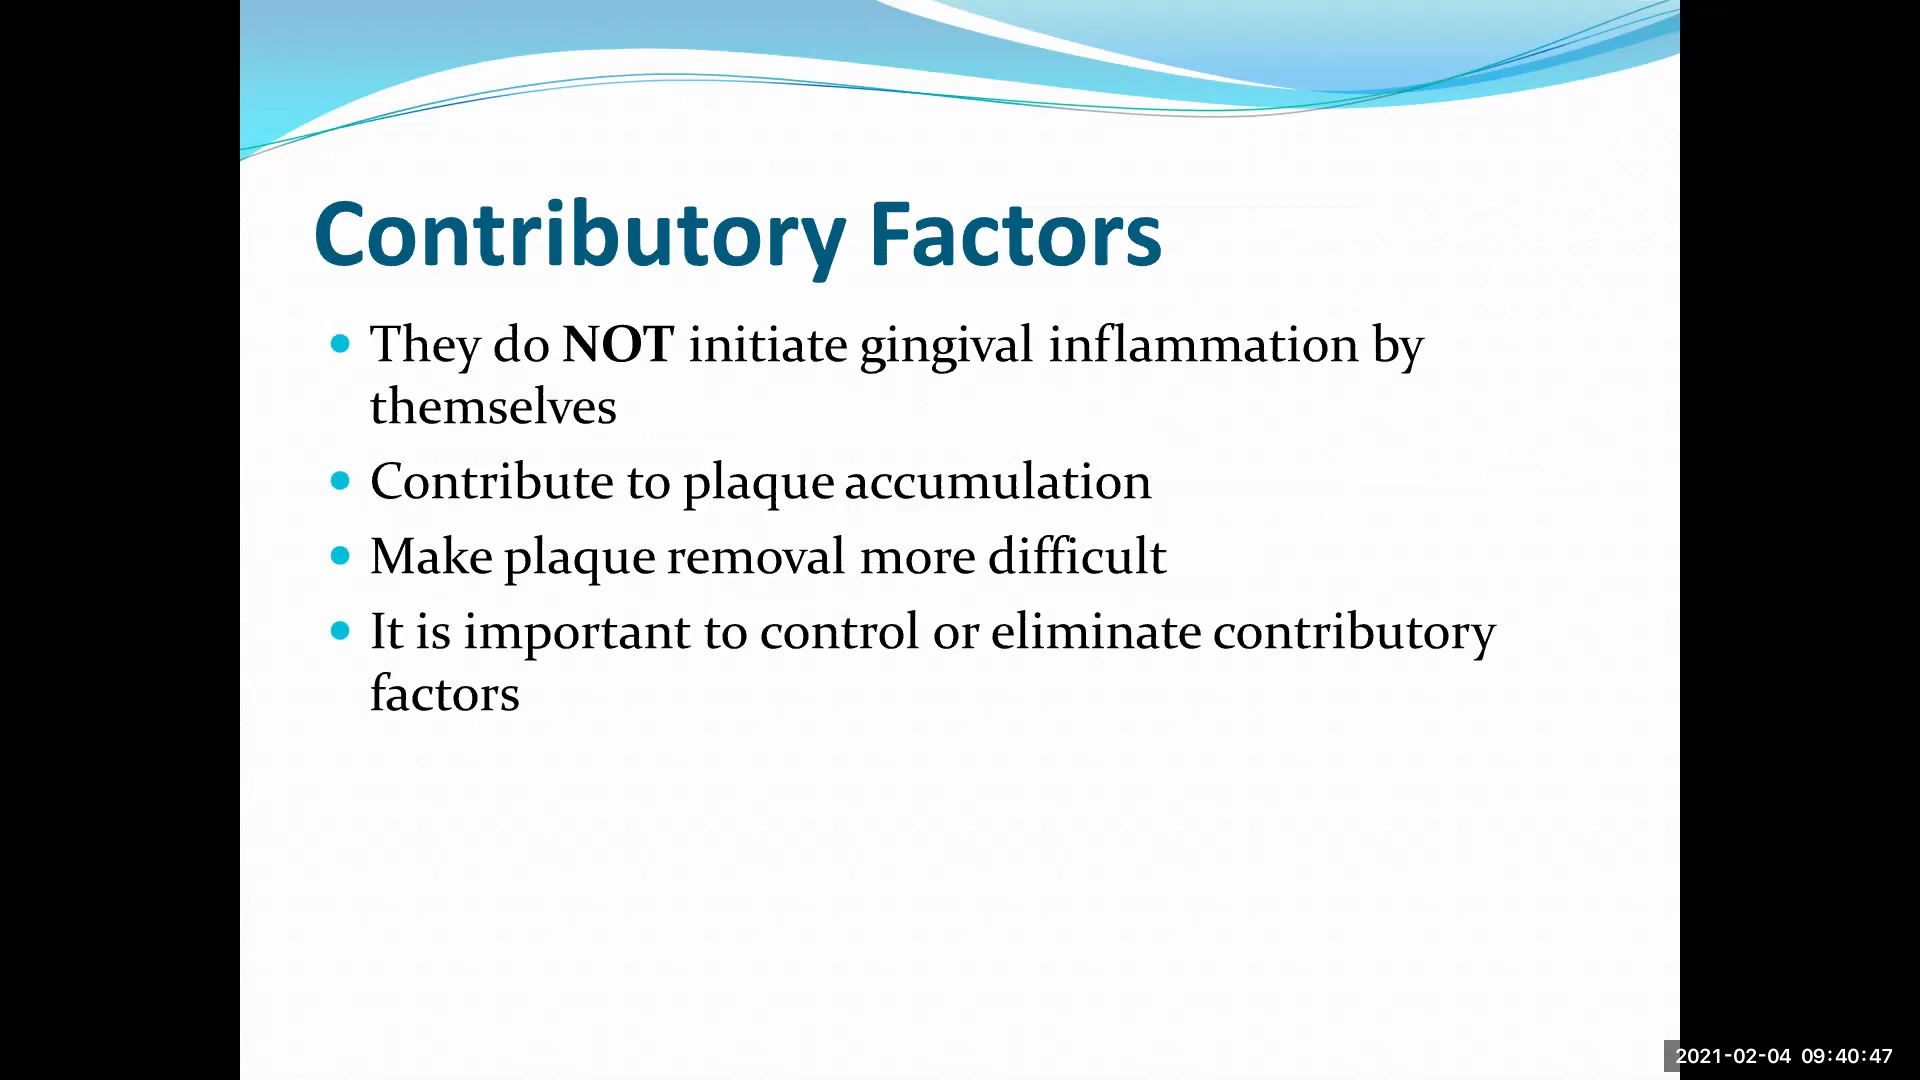 Contributory Factors
• They do NOT initiate gingival inflammation by
themselves
• Contribute to plaque accumulation
• Make plaque removal more difficult
• It is important to control or eliminate contributory
factors
2021-02-04 09:40:47